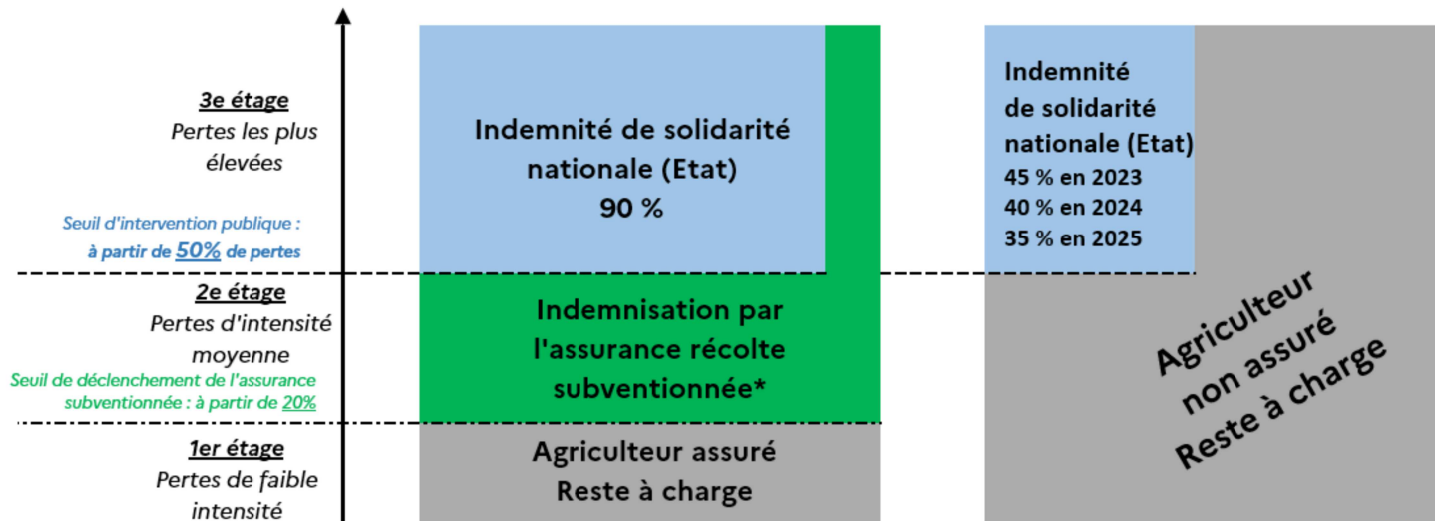 3e étage
Pertes les plus
élevées
Seuil d'intervention publique :
à partir de 50% de pertes
2e étage
Pertes d'intensité
moyenne
Seuil de déclenchement de l'assurance
subventionnée : à partir de 20%
1er étage
Pertes de faible
intensité
Indemnité de solidarité
nationale (Etat)
90 %
Indemnisation par
l'assurance récolte
subventionnée*
Agriculteur assuré
Reste à charge
Indemnité
de solidarité
nationale (Etat)
45 % en 2023
40 % en 2024
35 % en 2025
Agriculteur
non assuré
Reste à charge